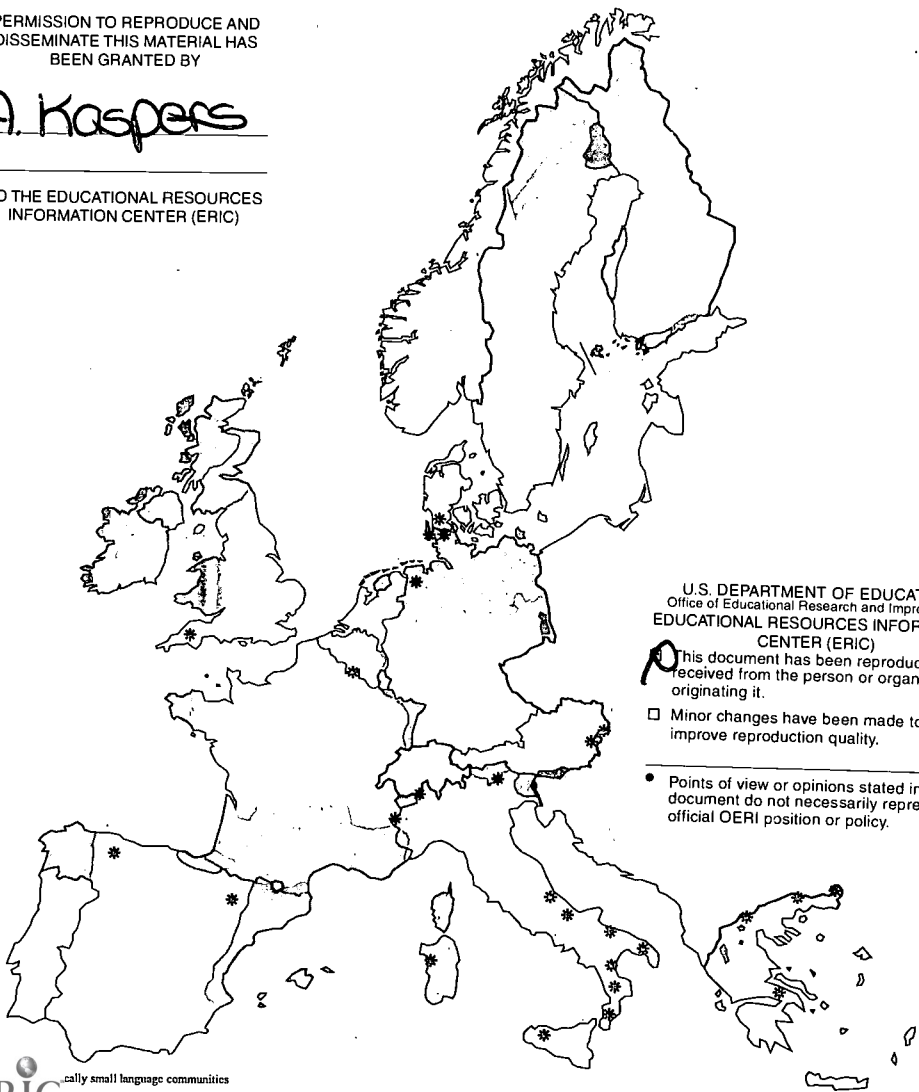 PERMISSION TO REPRODUCE AND
DISSEMINATE THIS MATERIAL HAS
BEEN GRANTED BY
A. Kaspers
TO THE EDUCATIONAL RESOURCES
INFORMATION CENTER (ERIC)
U.S. DEPARTMENT OF EDUCAT
Office of Educational Research and Impro
EDUCATIONAL RESOURCES INFOR
CENTER (ERIC)
This document has been reproduc
received from the person or organ
originating it.
Minor changes have been made to
improve reproduction quality.
Points of view or opinions stated in
document do not necessarily repre
official OERI position or policy.
cally small language communities
ERIC